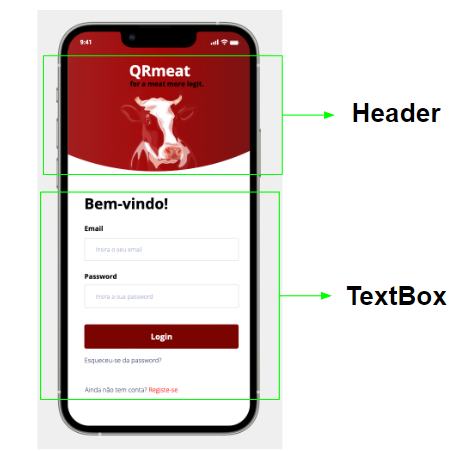 9:41
QRmeat
for a meat more legit.
Header
Bem-vindo!
Email
Insira o seu email
Password
Insira a sua password
TextBox
Login
Esqueceu-se da password?
Ainda não tem conta? Registe-se